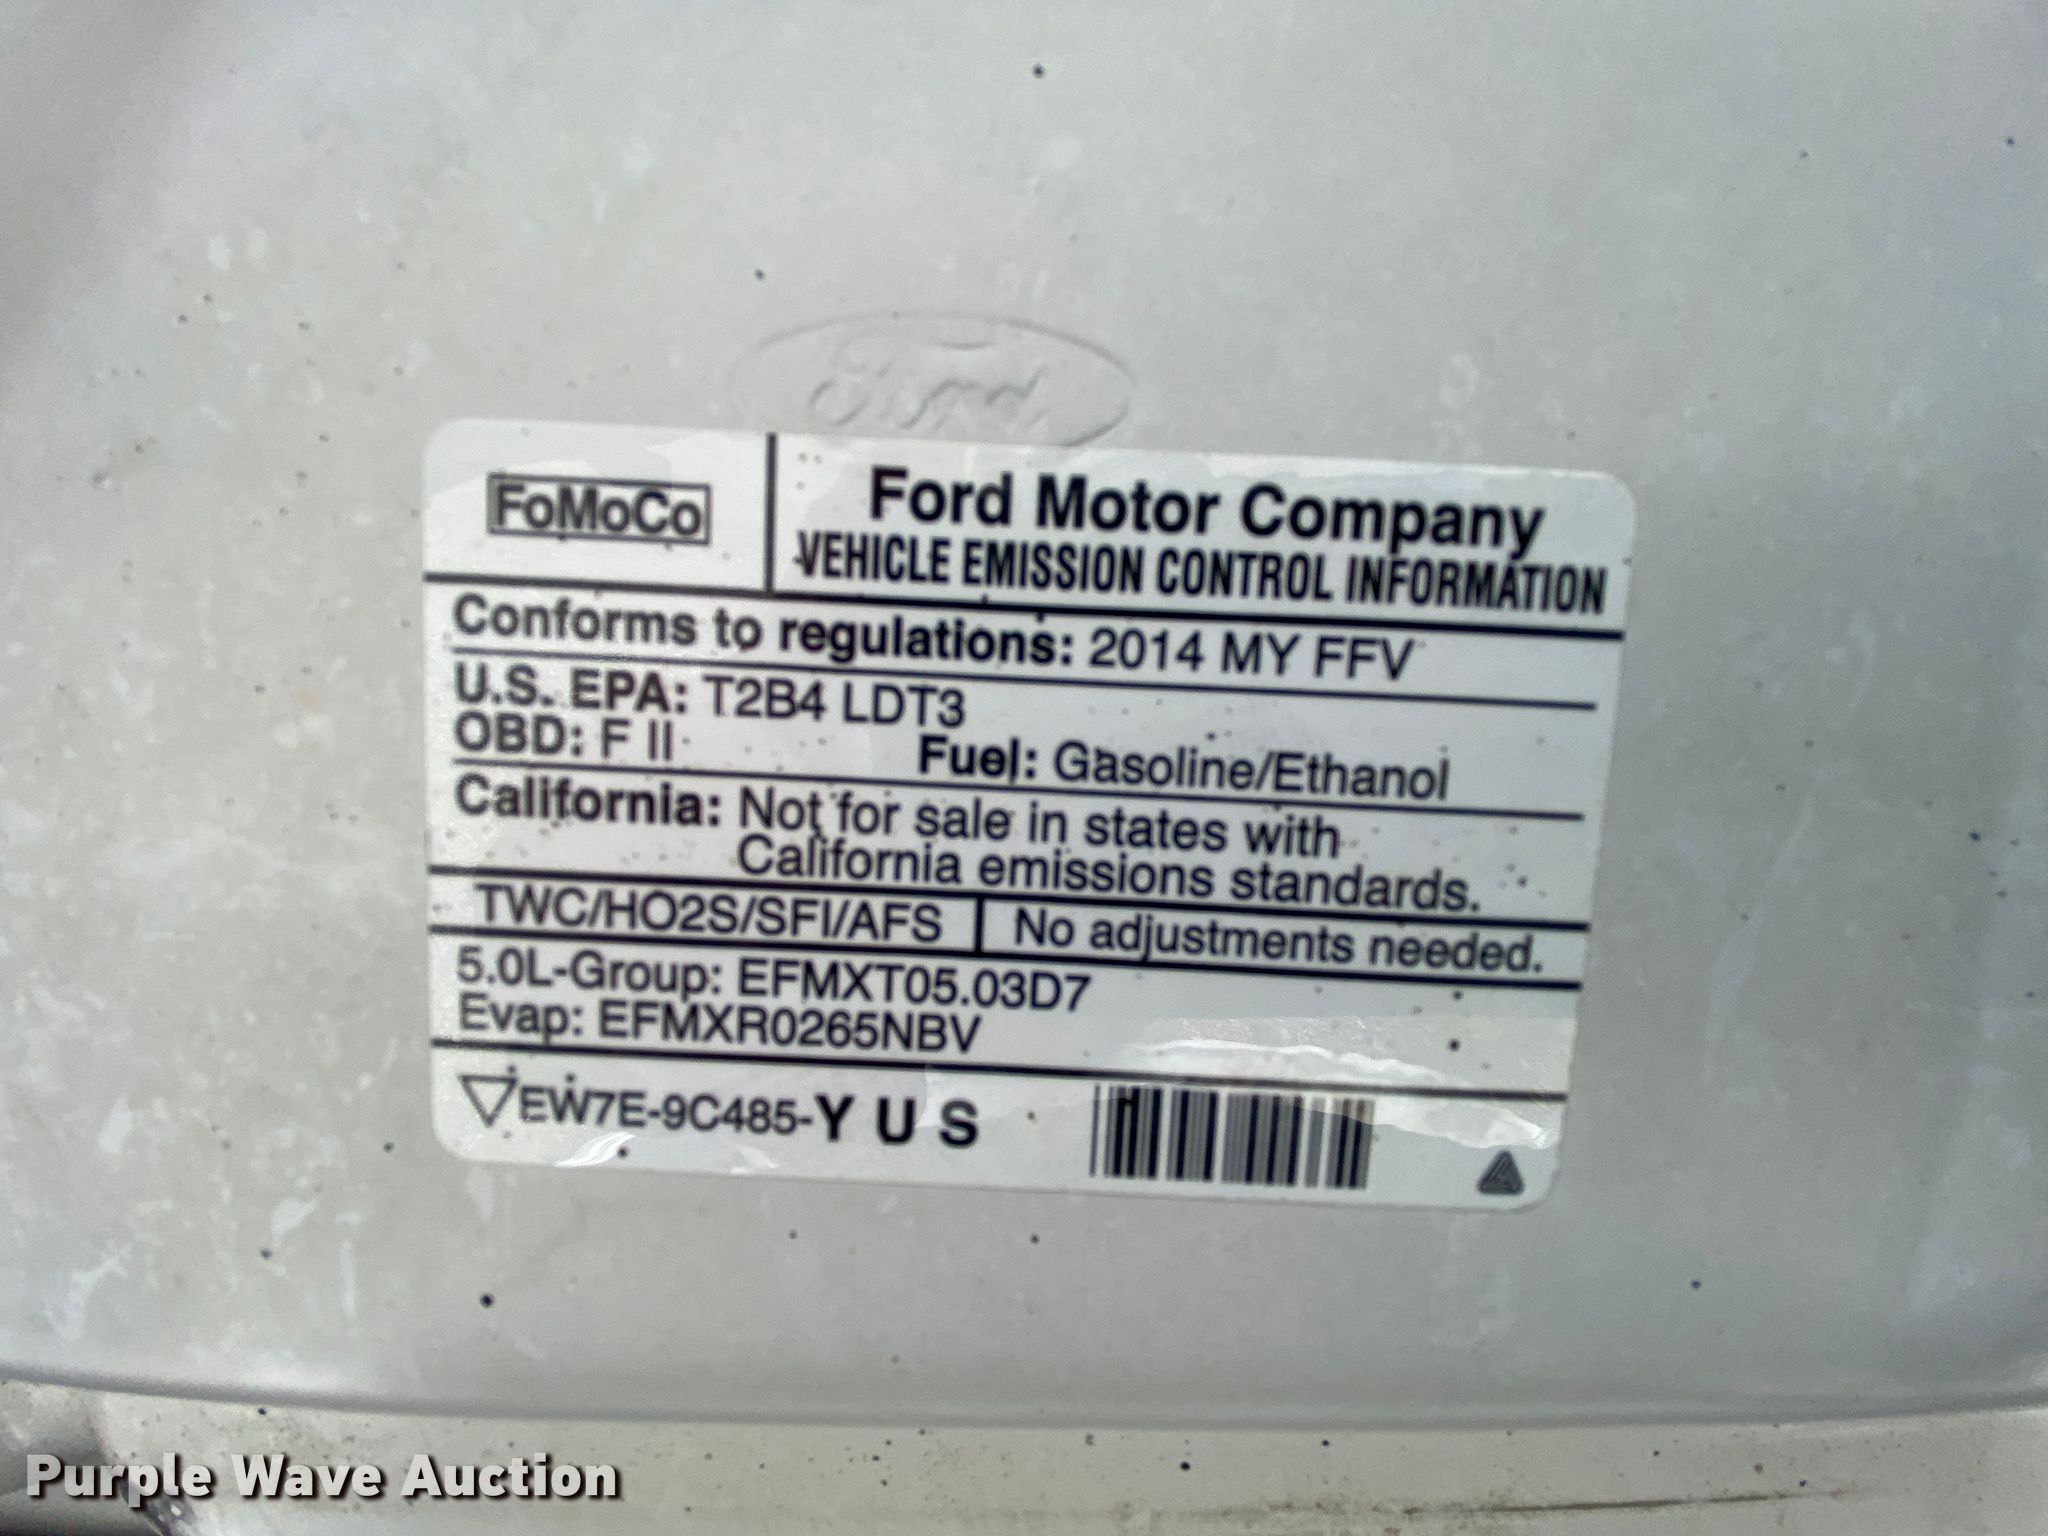 Ford
FoMoCo
Ford Motor Company
VEHICLE EMISSION CONTROL INFORMATION
Conforms to regulations: 2014 MY FFV
U.S. EPA: T2B4 LDT3
OBD: F II Fuel: Gasoline/Ethanol
California: Not for sale in states with
California emissions standards.
TWC/HO2S/SFI/AFS No adjustments needed.
5.0L-Group: EFMXT05.03D7
Evap: EFMXR0265NBV
EW7E-9C485-Y U S
Purple Wave Auction